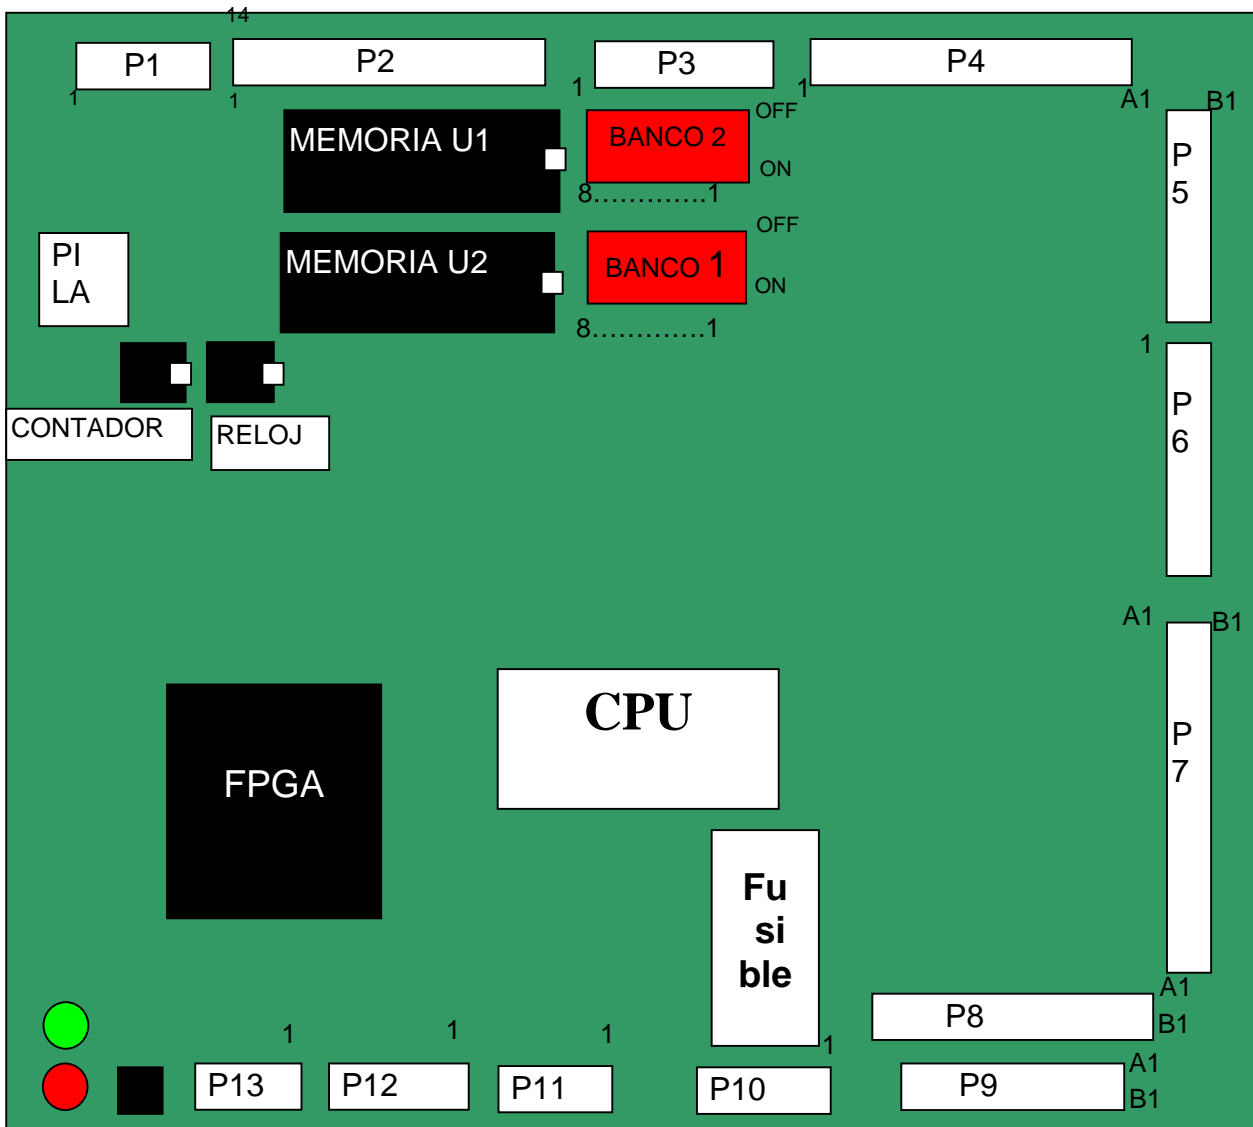 14
P1
P2
P3
P4
1
1
1
1
A1
B1
MEMORIA U1
BANCO 2
OFF
ON
8.............1
P
5
OFF
PI
LA
MEMORIA U2
BANCO 1
ON
8.............1
1
P
6
CONTADOR
RELOJ
A1
B1
CPU
P
7
FPGA
Fu
si
ble
A1
P8
B1
1
1
1
1
P13
P12
P11
P10
P9
A1
B1